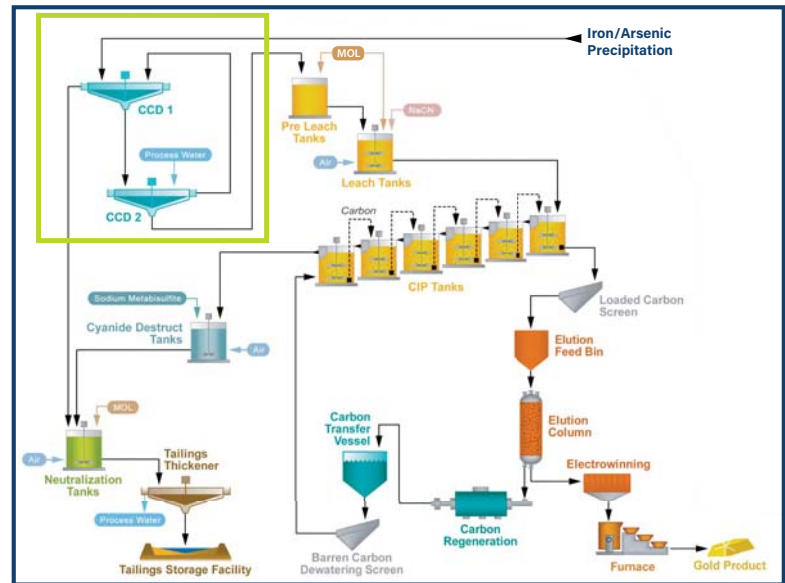 Iron/Arsenic
Precipitation
MOL
CCD 1
NaCN
Pre Leach
Tanks
Process Water
Air
Leach Tanks
CCD 2
Carbon
CIP Tanks
Loaded Carbon
Screen
Sodium Metabisulfite
Cyanide Destruct
Tanks
Air
Elution
Feed Bin
MOL
Carbon
Transfer
Vessel
Elution
Column
Air
Tailings
Thickener
Neutralization
Tanks
Electrowinning
Process Water
Carbon
Regeneration
Tailings Storage Facility
Barren Carbon
Dewatering Screen
Furnace
Gold Product